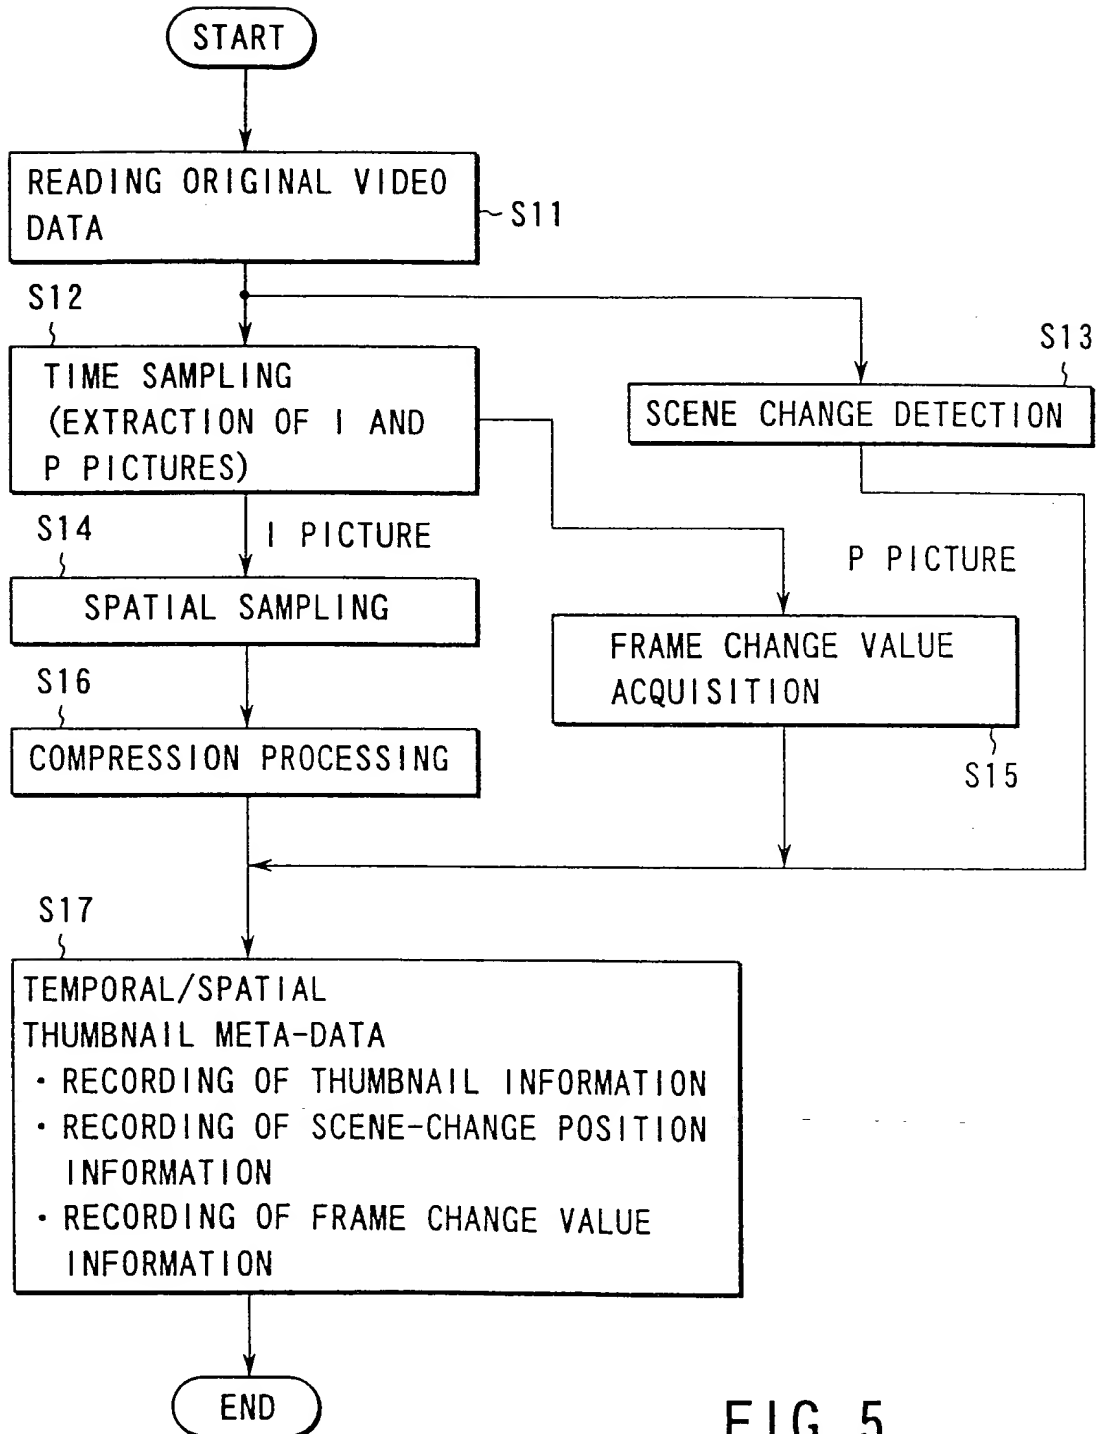 START
READING ORIGINAL VIDEO
DATA
S11
S12
S13
TIME SAMPLING
(EXTRACTION OF I AND
P PICTURES)
SCENE CHANGE DETECTION
S14
I PICTURE
P PICTURE
SPATIAL SAMPLING
FRAME CHANGE VALUE
ACQUISITION
S16
S15
COMPRESSION PROCESSING
S17
TEMPORAL/SPATIAL
THUMBNAIL META-DATA
・RECORDING OF THUMBNAIL INFORMATION
・RECORDING OF SCENE-CHANGE POSITION
INFORMATION
・RECORDING OF FRAME CHANGE VALUE
INFORMATION
END
FIG. 5